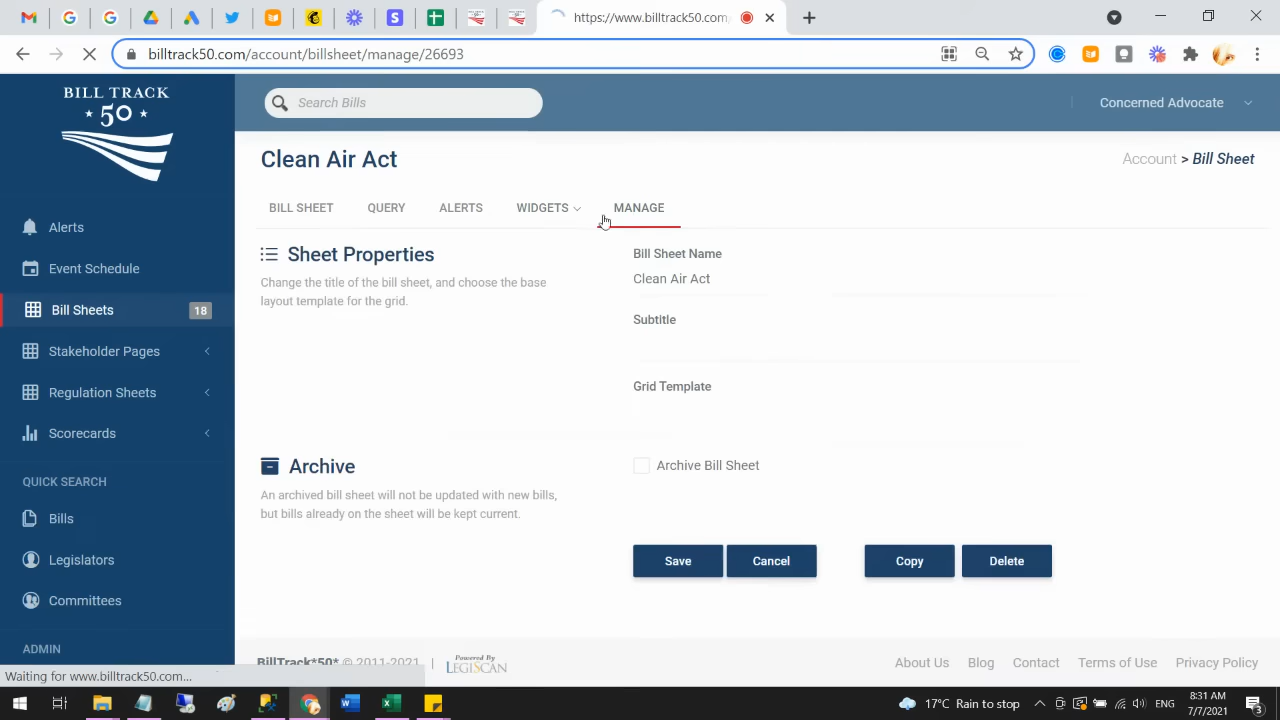 https://www.billtrack50.com
billtrack50.com/account/billsheet/manage/26693
BILL TRACK
50
Search Bills
Concerned Advocate
Clean Air Act
Account > Bill Sheet
BILL SHEET
QUERY
ALERTS
WIDGETS
MANAGE
Alerts
Event Schedule
Bill Sheets
18
Stakeholder Pages
Regulation Sheets
Scorecards
QUICK SEARCH
Bills
Legislators
Committees
ADMIN
Sheet Properties
Change the title of the bill sheet, and choose the base
layout template for the grid.
Bill Sheet Name
Clean Air Act
Subtitle
Grid Template
Archive
An archived bill sheet will not be updated with new bills,
but bills already on the sheet will be kept current.
Archive Bill Sheet
Save
Cancel
Copy
Delete
BillTrack*50* © 2011-2021
Powered By
LEGISCAN
About Us
Blog
Contact
Terms of Use
Privacy Policy
Waiting for www.billtrack50.com...
17°C Rain to stop
ENG
8:31 AM
7/7/2021
3